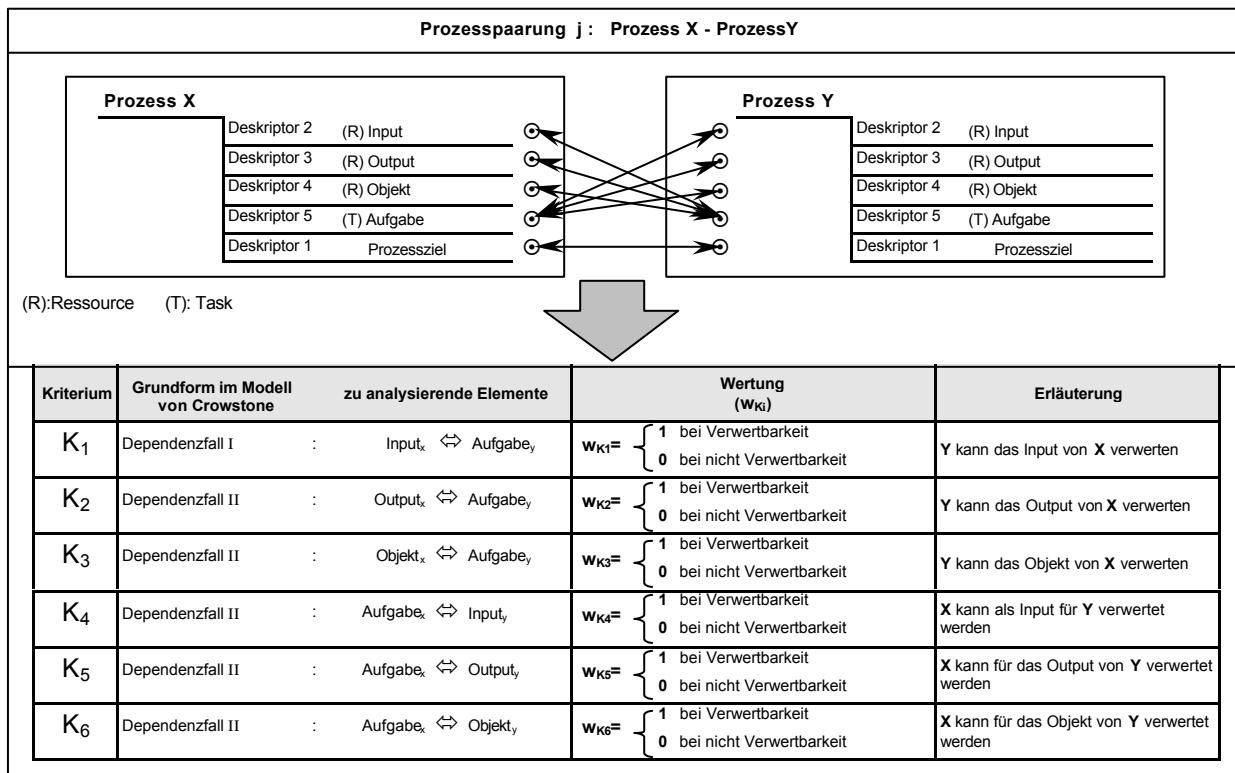 Prozesspaarung j : Prozess X - ProzessY
Prozess X
Deskriptor 2 (R) Input
Deskriptor 3 (R) Output
Deskriptor 4 (R) Objekt
Deskriptor 5 (T) Aufgabe
Deskriptor 1 Prozessziel
Prozess Y
Deskriptor 2 (R) Input
Deskriptor 3 (R) Output
Deskriptor 4 (R) Objekt
Deskriptor 5 (T) Aufgabe
Deskriptor 1 Prozessziel
(R):Ressource (T): Task
Kriterium
Grundform im Modell
von Crowstone
zu analysierende Elemente
Wertung
(wKi)
Erläuterung
K1
Dependenzfall I : Inputx ⇔ Aufgabey
wK1= { 1 bei Verwertbarkeit
0 bei nicht Verwertbarkeit
Y kann das Input von X verwerten
K2
Dependenzfall II : Outputx ⇔ Aufgabey
wK2= { 1 bei Verwertbarkeit
0 bei nicht Verwertbarkeit
Y kann das Output von X verwerten
K3
Dependenzfall II : Objektx ⇔ Aufgabey
wK3= { 1 bei Verwertbarkeit
0 bei nicht Verwertbarkeit
Y kann das Objekt von X verwerten
K4
Dependenzfall II : Aufgabex ⇔ Inputy
wK4= { 1 bei Verwertbarkeit
0 bei nicht Verwertbarkeit
X kann als Input für Y verwertet
werden
K5
Dependenzfall II : Aufgabex ⇔ Outputy
wK5= { 1 bei Verwertbarkeit
0 bei nicht Verwertbarkeit
X kann für das Output von Y verwertet
werden
K6
Dependenzfall II : Aufgabex ⇔ Objekty
wK6= { 1 bei Verwertbarkeit
0 bei nicht Verwertbarkeit
X kann für das Objekt von Y verwertet
werden